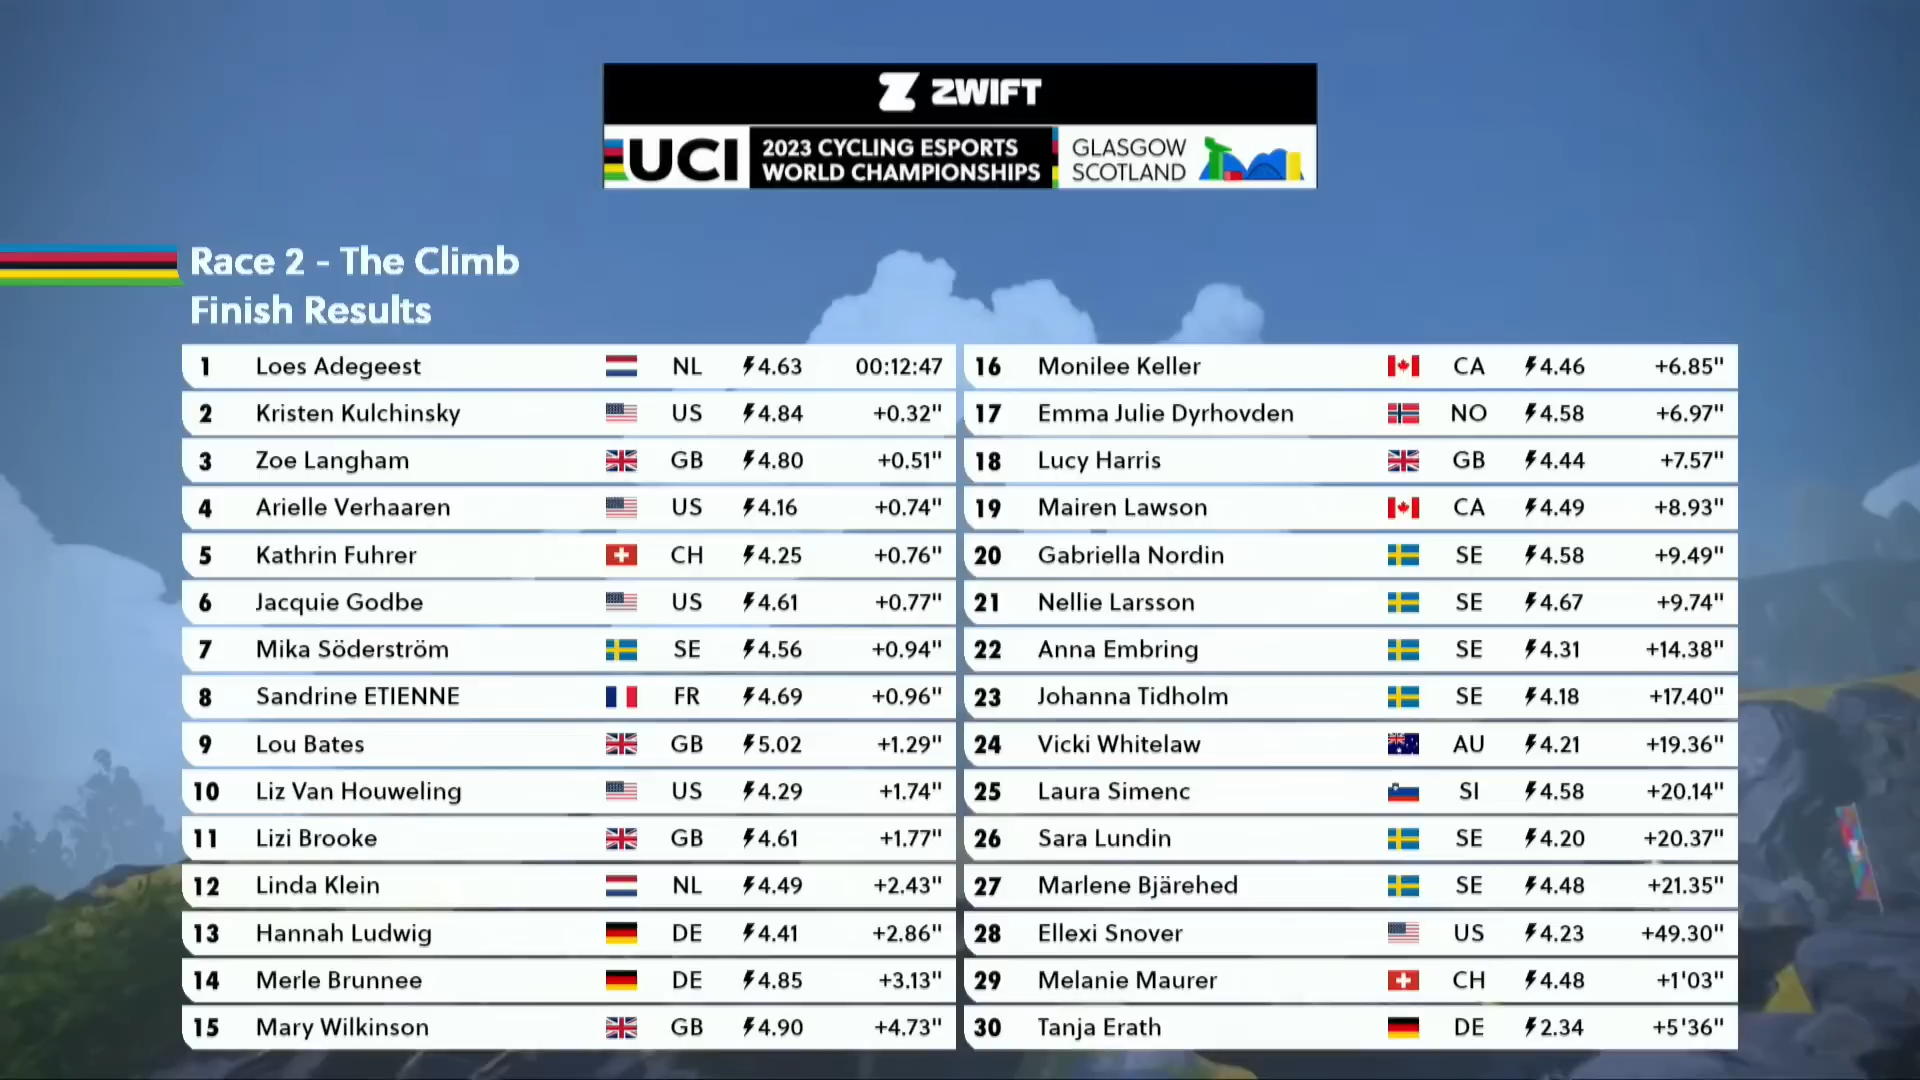 ZWIFT
UCI
2023 CYCLING ESPORTS
WORLD CHAMPIONSHIPS
GLASGOW
SCOTLAND
Race 2 - The Climb
Finish Results
1 Loes Adegeest NL 4.63 00:12:47
2 Kristen Kulchinsky US 4.84 +0.32"
3 Zoe Langham GB 4.80 +0.51"
4 Arielle Verhaaren US 4.16 +0.74"
5 Kathrin Fuhrer CH 4.25 +0.76"
6 Jacquie Godbe US 4.61 +0.77"
7 Mika Söderström SE 4.56 +0.94"
8 Sandrine ETIENNE FR 4.69 +0.96"
9 Lou Bates GB 5.02 +1.29"
10 Liz Van Houweling US 4.29 +1.74"
11 Lizi Brooke GB 4.61 +1.77"
12 Linda Klein NL 4.49 +2.43"
13 Hannah Ludwig DE 4.41 +2.86"
14 Merle Brunnee DE 4.85 +3.13"
15 Mary Wilkinson GB 4.90 +4.73"
16 Monilee Keller CA 4.46 +6.85"
17 Emma Julie Dyrhovden NO 4.58 +6.97"
18 Lucy Harris GB 4.44 +7.57"
19 Mairen Lawson CA 4.49 +8.93"
20 Gabriella Nordin SE 4.58 +9.49"
21 Nellie Larsson SE 4.67 +9.74"
22 Anna Embring SE 4.31 +14.38"
23 Johanna Tidholm SE 4.18 +17.40"
24 Vicki Whitelaw AU 4.21 +19.36"
25 Laura Simenc SI 4.58 +20.14"
26 Sara Lundin SE 4.20 +20.37"
27 Marlene Bjärehed SE 4.48 +21.35"
28 Ellexi Snover US 4.23 +49.30"
29 Melanie Maurer CH 4.48 +1'03"
30 Tanja Erath DE 2.34 +5'36"